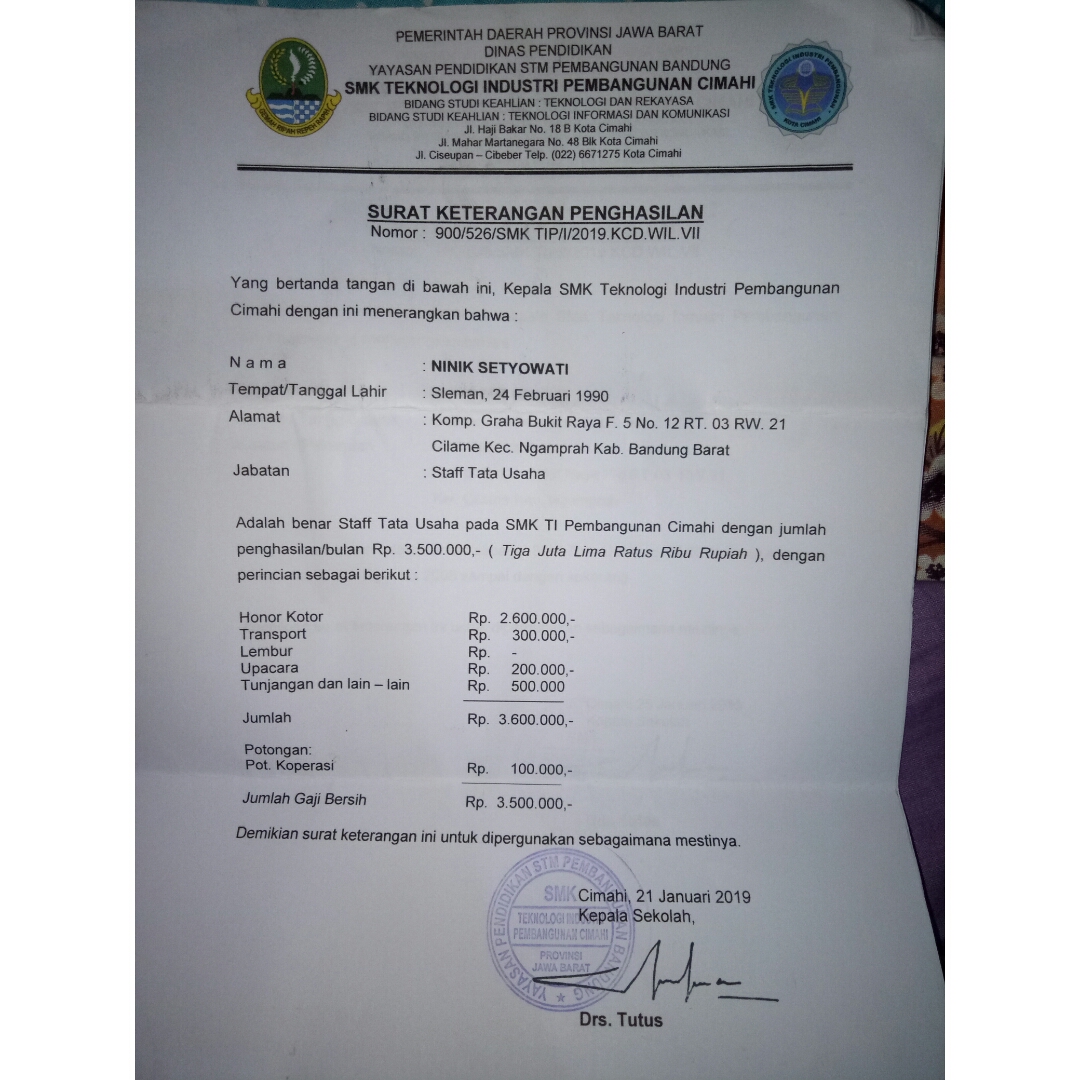 PEMERINTAH DAERAH PROVINSI JAWA BARAT
DINAS PENDIDIKAN
YAYASAN PENDIDIKAN STM PEMBANGUNAN BANDUNG
SMK TEKNOLOGI INDUSTRI PEMBANGUNAN CIMAHI
BIDANG STUDI KEAHLIAN : TEKNOLOGI DAN REKAYASA
BIDANG STUDI KEAHLIAN : TEKNOLOGI INFORMASI DAN KOMUNIKASI
Jl. Haji Bakar No. 18 B Kota Cimahi
Jl. Mahar Martanegara No. 48 Blk Kota Cimahi
Jl. Ciseupan – Cibeber Telp. (022) 6671275 Kota Cimahi
GEMAH RIPAH REPEH RAPIH
SMK TEKNOLOGI INDUSTRI PEMBANGUNAN
KOTA CIMAHI
SURAT KETERANGAN PENGHASILAN
Nomor : 900/526/SMK TIP/I/2019.KCD.WIL.VII
Yang bertanda tangan di bawah ini, Kepala SMK Teknologi Industri Pembangunan
Cimahi dengan ini menerangkan bahwa :
N a m a : NINIK SETYOWATI
Tempat/Tanggal Lahir : Sleman, 24 Februari 1990
Alamat : Komp. Graha Bukit Raya F. 5 No. 12 RT. 03 RW. 21
Cilame Kec. Ngamprah Kab. Bandung Barat
Jabatan : Staff Tata Usaha
Adalah benar Staff Tata Usaha pada SMK TI Pembangunan Cimahi dengan jumlah
penghasilan/bulan Rp. 3.500.000,- ( Tiga Juta Lima Ratus Ribu Rupiah ), dengan
perincian sebagai berikut :
Honor Kotor Rp. 2.600.000,-
Transport Rp. 300.000,-
Lembur Rp. -
Upacara Rp. 200.000,-
Tunjangan dan lain – lain Rp. 500.000
Jumlah Rp. 3.600.000,-
Potongan:
Pot. Koperasi Rp. 100.000,-
Jumlah Gaji Bersih Rp. 3.500.000,-
Demikian surat keterangan ini untuk dipergunakan sebagaimana mestinya.
Cimahi, 21 Januari 2019
Kepala Sekolah,
YAYASAN PENDIDIKAN STM PEMBANGUNAN BANDUNG
SMK
TEKNOLOGI INDUSTRI
PEMBANGUNAN CIMAHI
PROVINSI
JAWA BARAT
Drs. Tutus